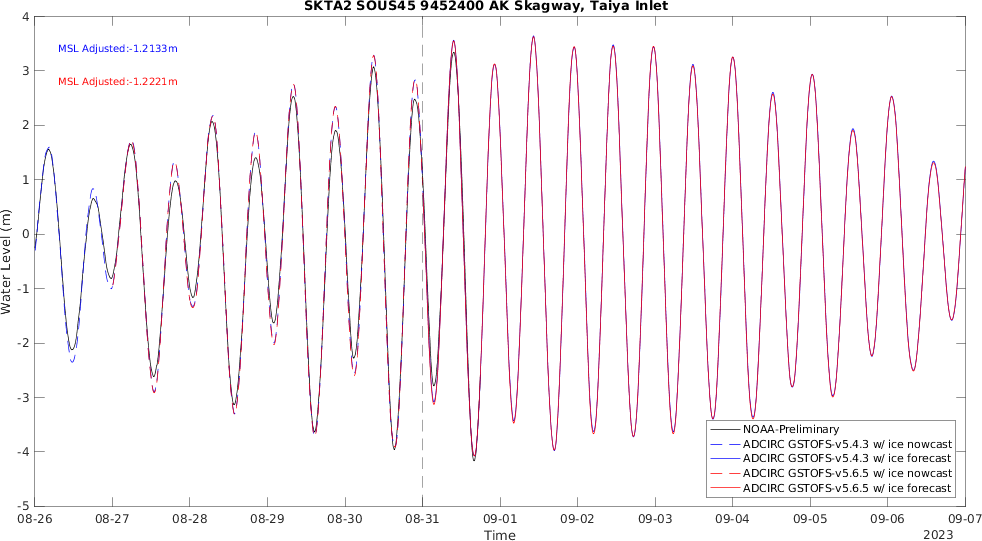 SKTA2 SOUS45 9452400 AK Skagway, Taiya Inlet
MSL Adjusted:-1.2133m
MSL Adjusted:-1.2221m
Water Level (m)
4
3
2
1
0
-1
-2
-3
-4
-5
NOAA-Preliminary
ADCIRC GSTOFS-v5.4.3 w/ ice nowcast
ADCIRC GSTOFS-v5.4.3 w/ ice forecast
ADCIRC GSTOFS-v5.6.5 w/ ice nowcast
ADCIRC GSTOFS-v5.6.5 w/ ice forecast
08-26 08-27 08-28 08-29 08-30 08-31 09-01 09-02 09-03 09-04 09-05 09-06 09-07
Time
2023